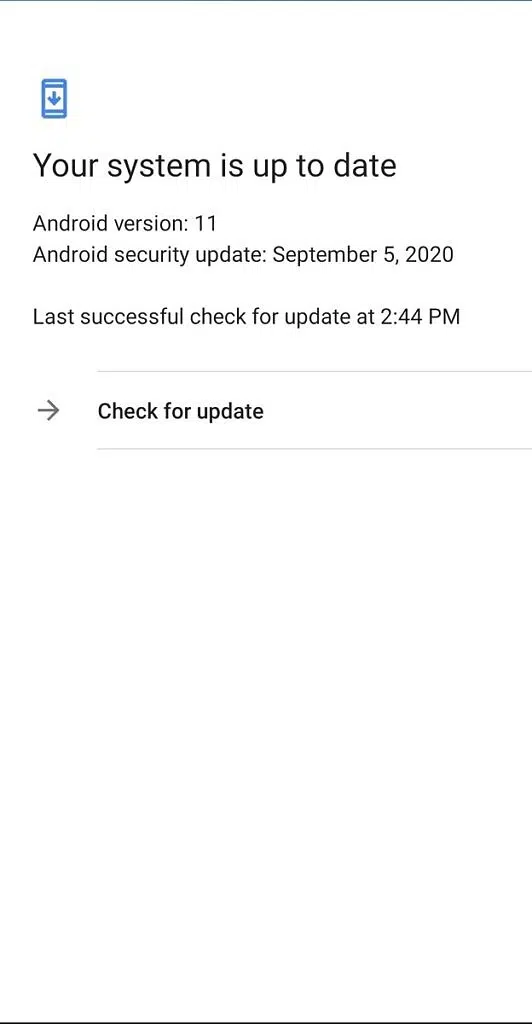 Your system is up to date
Android version: 11
Android security update: September 5, 2020
Last successful check for update at 2:44 PM
Check for update